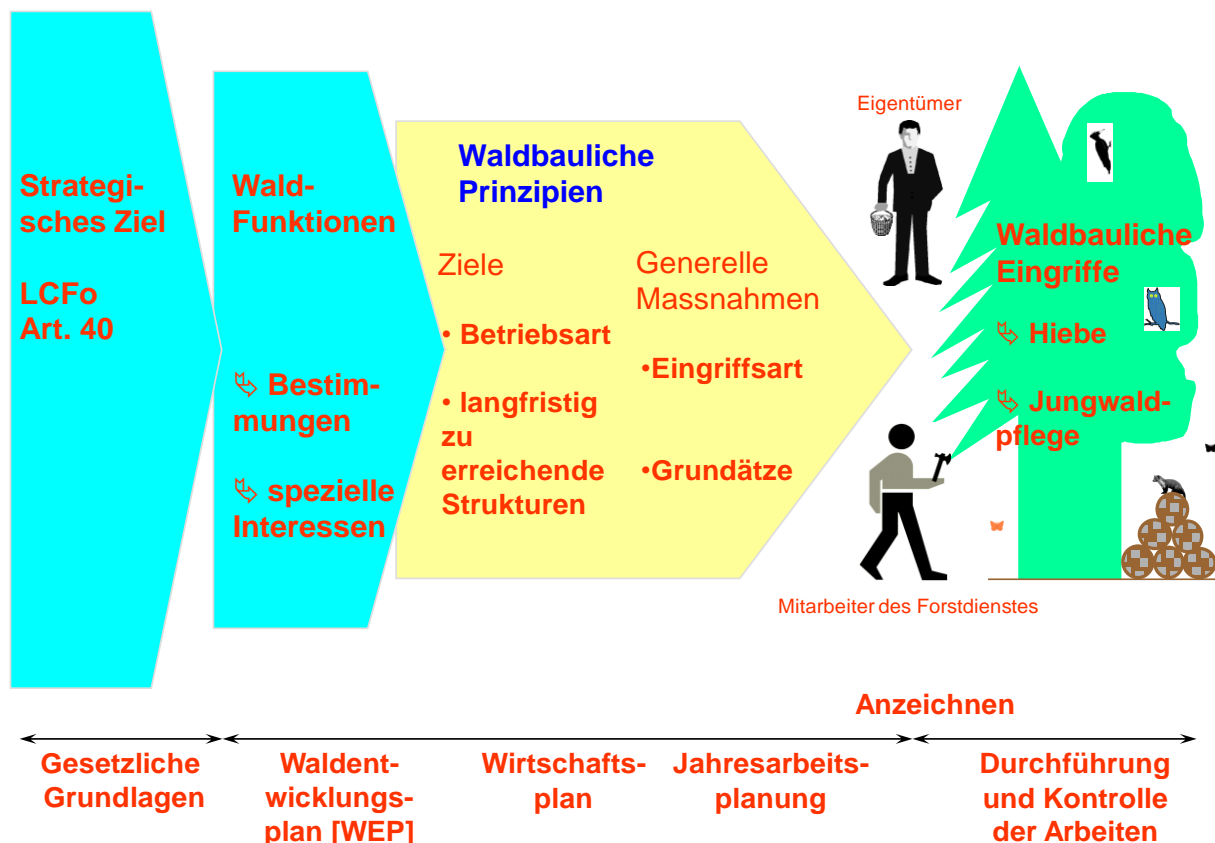 Strategi-
sches Ziel
LCFo
Art. 40
Wald-
Funktionen
⮱ Bestim-
mungen
⮱ spezielle
Interessen
Waldbauliche
Prinzipien
Ziele
• Betriebsart
• langfristig
zu
erreichende
Strukturen
Generelle
Massnahmen
•Eingriffsart
•Grundätze
Eigentümer
Mitarbeiter des Forstdienstes
Waldbauliche
Eingriffe
⮱ Hiebe
⮱ Jungwald-
pflege
Anzeichnen
Gesetzliche
Grundlagen
Waldent-
wicklungs-
plan [WEP]
Wirtschafts-
plan
Jahresarbeits-
planung
Durchführung
und Kontrolle
der Arbeiten